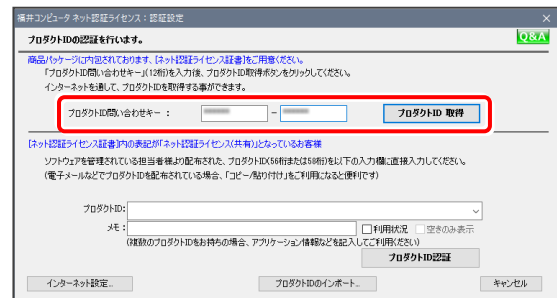 福井コンピュータ ネット認証ライセンス：認証設定
プロダクトIDの認証を行います。
Q&A
商品パッケージに内包されております、[ネット認証ライセンス証書]をご用意ください。
「プロダクトID問い合わせキー」(12桁)を入力後、プロダクトID取得ボタンをクリックしてください。
インターネットを通して、プロダクトIDを取得する事ができます。
プロダクトID問い合わせキー：
-
プロダクトID 取得
[ネット認証ライセンス証書]内の表記が「ネット認証ライセンス(共有)」となっているお客様
ソフトウェアを管理されている担当者様より配布された、プロダクトID(56桁または58桁)を以下の入力欄に直接入力してください。
(電子メールなどでプロダクトIDを配布されている場合、「コピー/貼り付け」をご利用になると便利です)
プロダクトID：
メモ：
利用状況
空きのみ表示
(複数のプロダクトIDをお持ちの場合、アプリケーション情報などを記入してご利用ください)
プロダクトID認証
インターネット設定...
プロダクトIDのインポート...
キャンセル